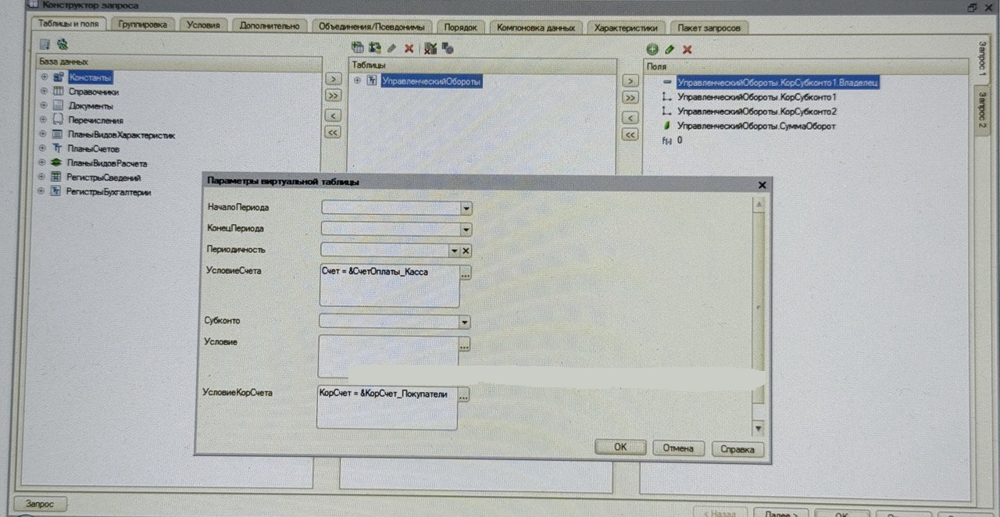 Конструктор запроса
Таблицы и поля
Группировка
Условия
Дополнительно
Объединения/Псевдонимы
Порядок
Компоновка данных
Характеристики
Пакет запросов
База данных
Константы
Справочники
Документы
Перечисления
ПланыВидовХарактеристик
ПланыСчетов
ПланыВидовРасчета
РегистрыСведений
РегистрыБухгалтерии
>
>>
<
<<
Таблицы
УправленческийОбороты
>
>>
<
<<
Поля
УправленческийОбороты.КорСубконто1.Владелец
УправленческийОбороты.КорСубконто1
УправленческийОбороты.КорСубконто2
УправленческийОбороты.СуммаОборот
0
Запрос 1
Запрос 2
Параметры виртуальной таблицы
НачалоПериода
КонецПериода
Периодичность
УсловиеСчета
Счет = &СчетОплаты_Касса
...
Субконто
Условие
...
УсловиеКорСчета
КорСчет = &КорСчет_Покупатели
...
ОК
Отмена
Справка
Запрос
< Назад
Далее >
ОК